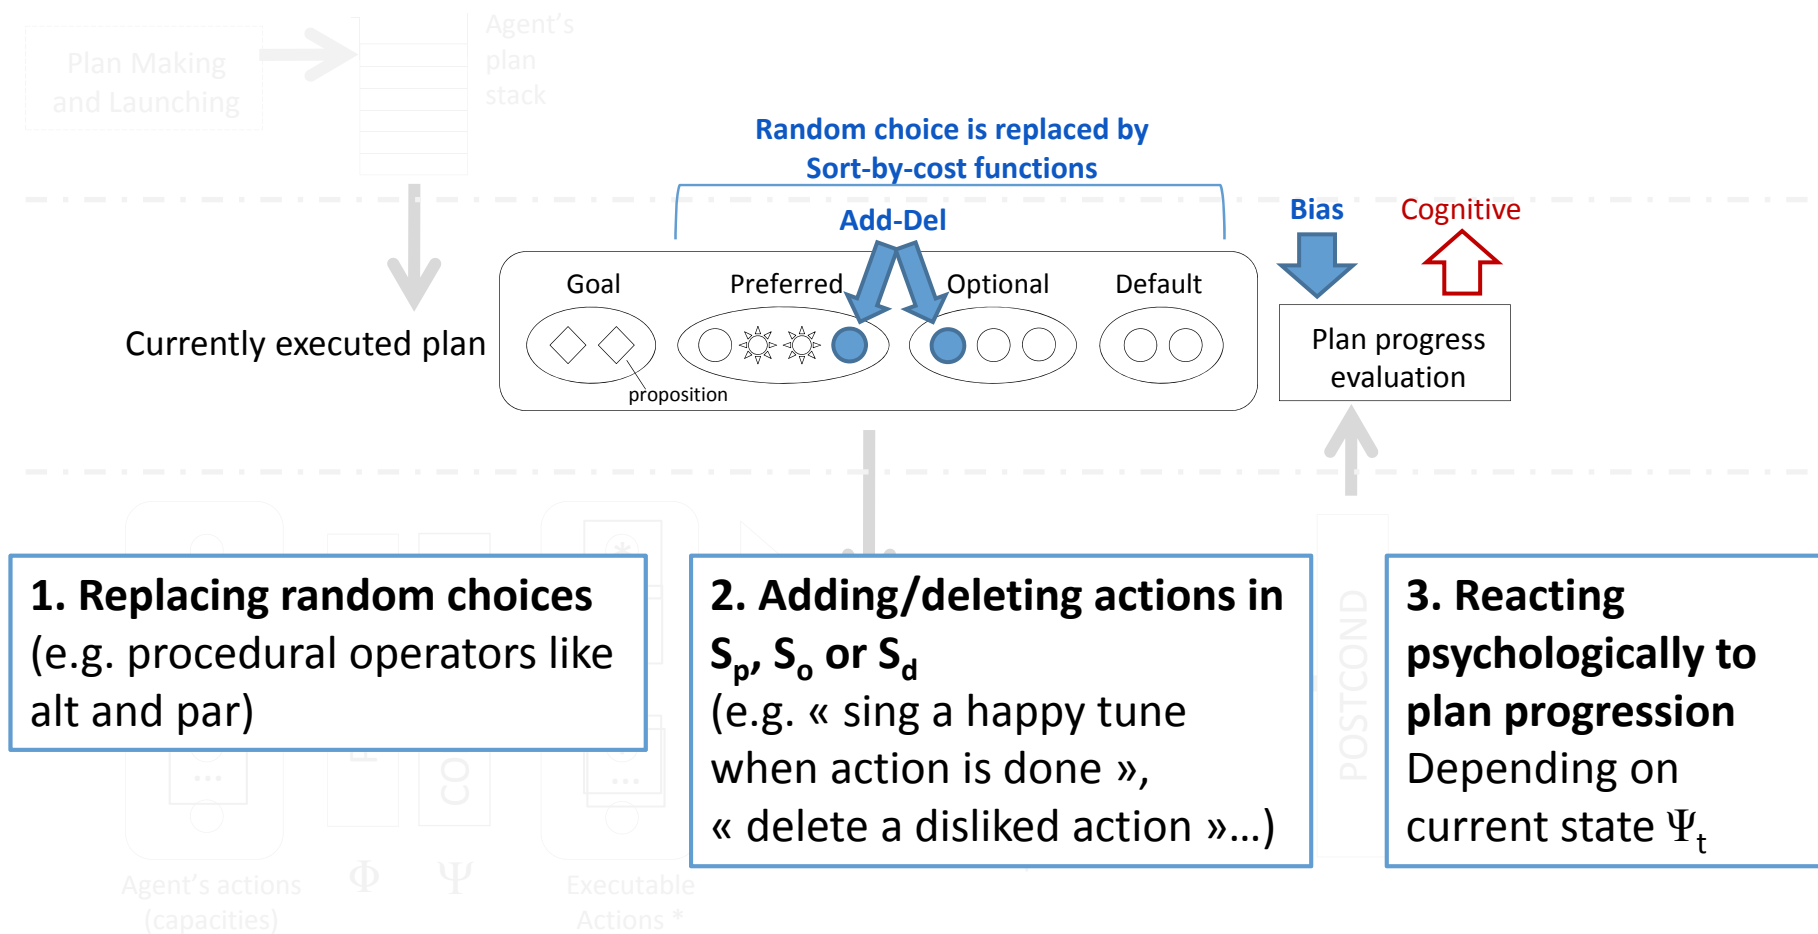 Plan Making
and Launching
Agent's
plan
stack
Random choice is replaced by
Sort-by-cost functions
Add-Del
Bias
Cognitive
Goal
Preferred
Optional
Default
Currently executed plan
proposition
Plan progress
evaluation
1. Replacing random choices
(e.g. procedural operators like
alt and par)
2. Adding/deleting actions in
Sp, So or Sd
(e.g. « sing a happy tune
when action is done »,
« delete a disliked action »...)
3. Reacting
psychologically to
plan progression
Depending on
current state Ψt
POSTCOND
*
...
CO
...
Φ
Ψ
Agent's actions
(capacities)
Executable
Actions *